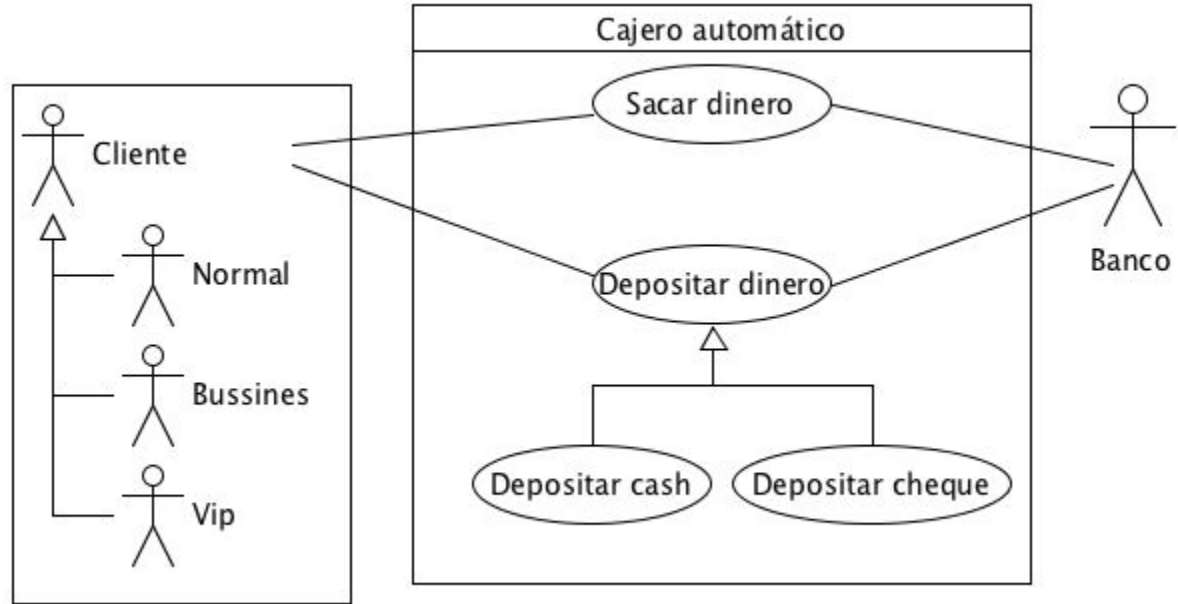 Cajero automático
Sacar dinero
Cliente
Banco
Normal
Depositar dinero
Bussines
Depositar cash
Depositar cheque
Vip